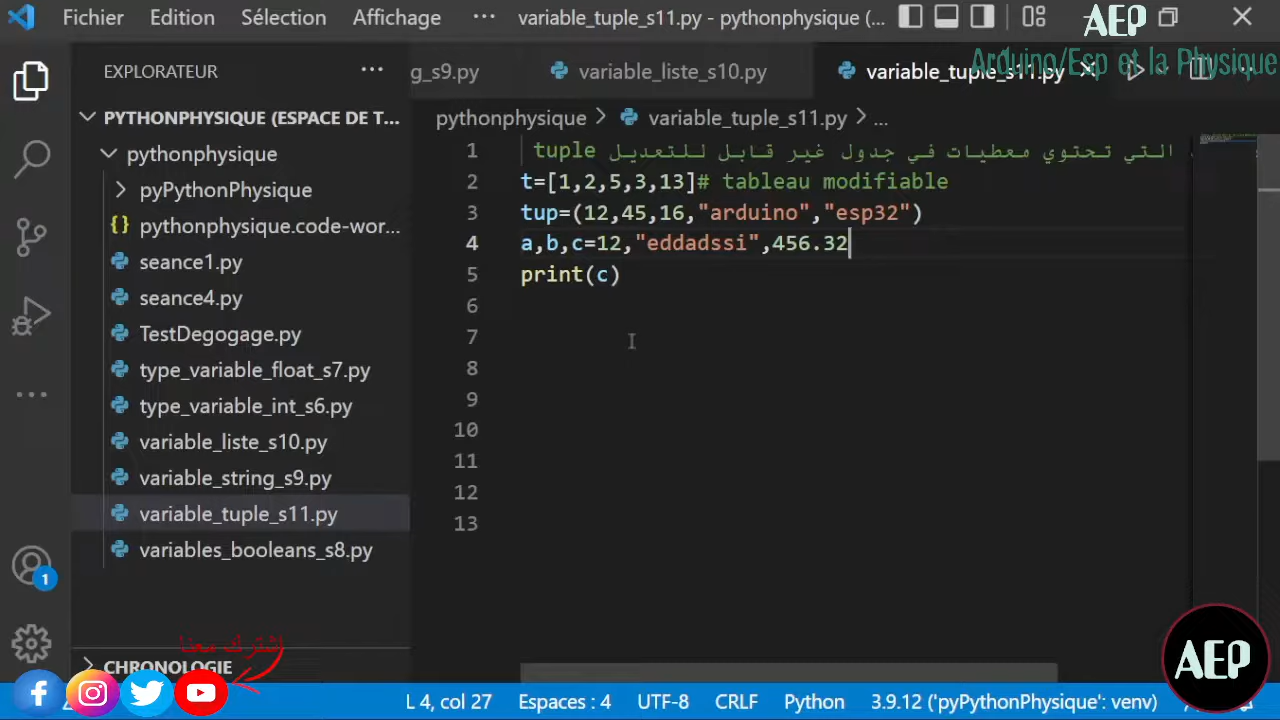 Fichier Edition Sélection Affichage ··· variable_tuple_s11.py - pythonphysique (...
AEP
Arduino/Esp et la Physique
EXPLORATEUR ···
g_s9.py variable_liste_s10.py variable_tuple_s11.py
PYTHONPHYSIQUE (ESPACE DE T...
pythonphysique > variable_tuple_s11.py > ...
pythonphysique
pyPythonPhysique
pythonphysique.code-wor...
seance1.py
seance4.py
TestDegogage.py
type_variable_float_s7.py
type_variable_int_s6.py
variable_liste_s10.py
variable_string_s9.py
variable_tuple_s11.py
variables_booleans_s8.py
1 التي تحتوي معطيات في جدول غير قابل للتعديل tuple
2 t=[1,2,5,3,13]# tableau modifiable
3 tup=(12,45,16,"arduino","esp32")
4 a,b,c=12,"eddadssi",456.32
5 print(c)
6
7
8
9
10
11
12
13
1
اشترك معنا
CHRONOLOGIE
AEP
L 4, col 27 Espaces : 4 UTF-8 CRLF Python 3.9.12 ('pyPythonPhysique': venv)